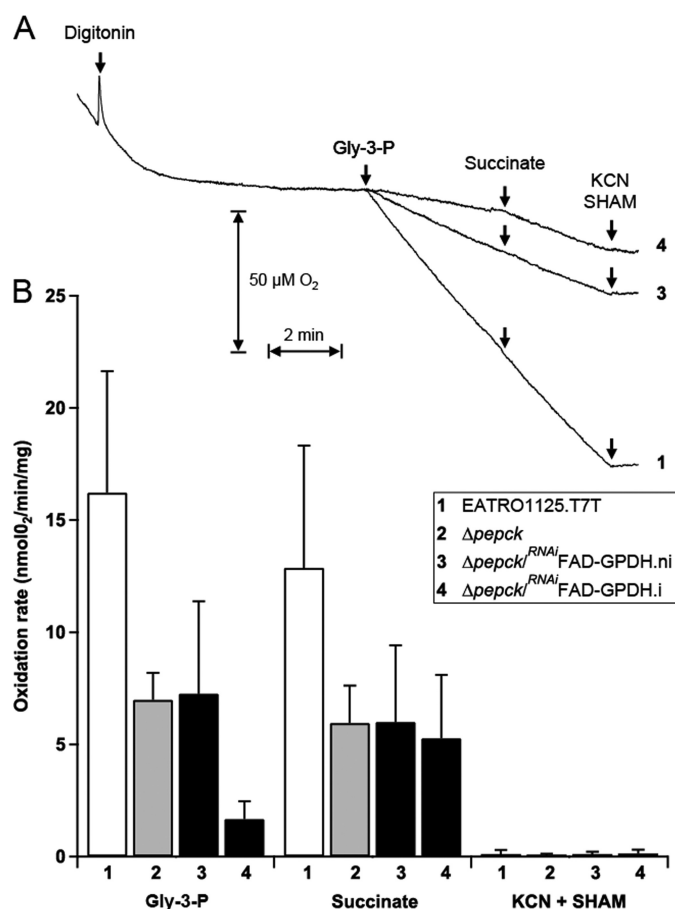 A
Digitonin
Gly-3-P
Succinate
KCN
SHAM
4
3
1
50 µM O₂
2 min
B
25
20
15
10
5
0
Oxidation rate (nmol0₂/min/mg)
1 EATRO1125.T7T
2 Δpepck
3 Δpepck/ᴿᴺᴬⁱFAD-GPDH.ni
4 Δpepck/ᴿᴺᴬⁱFAD-GPDH.i
1 2 3 4 1 2 3 4 1 2 3 4
Gly-3-P Succinate KCN + SHAM